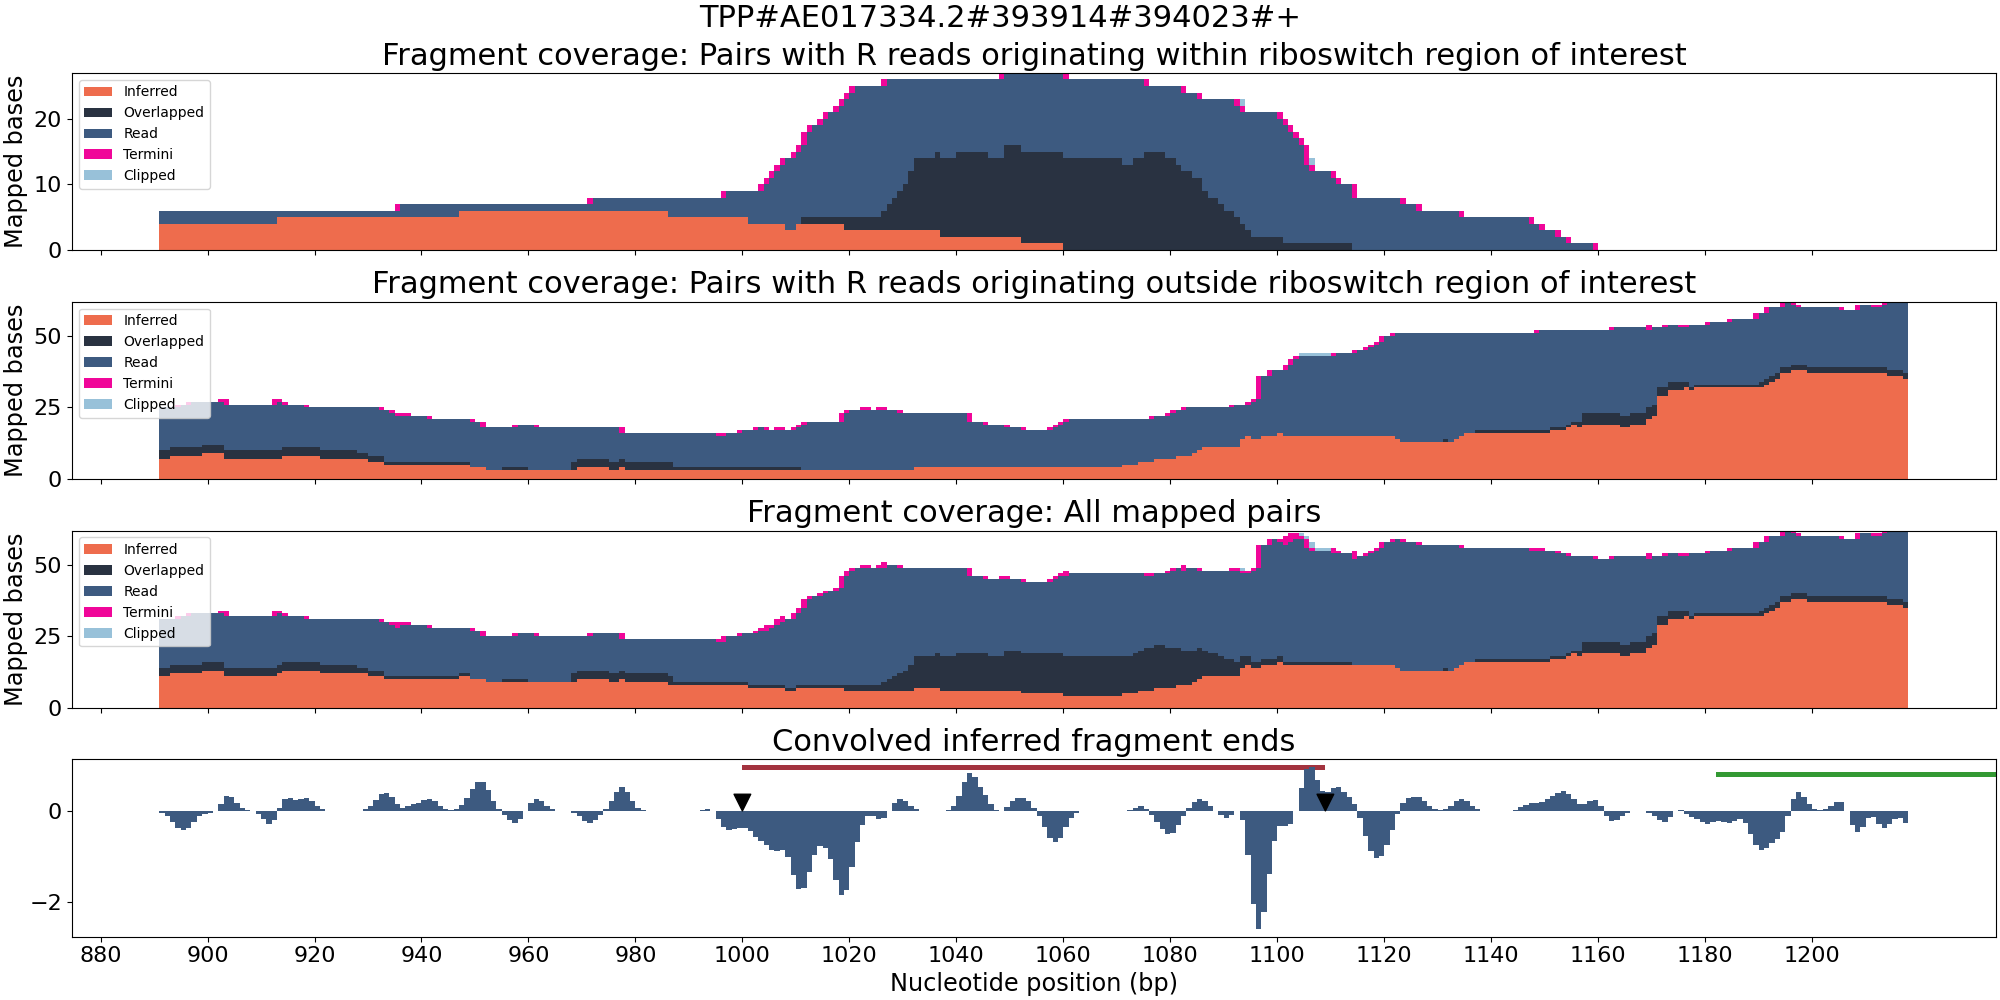 TPP#AE017334.2#393914#394023#+
Fragment coverage: Pairs with R reads originating within riboswitch region of interest
Mapped bases
20
10
0
Inferred
Overlapped
Read
Termini
Clipped
Fragment coverage: Pairs with R reads originating outside riboswitch region of interest
Mapped bases
50
25
0
Inferred
Overlapped
Read
Termini
Clipped
Fragment coverage: All mapped pairs
Mapped bases
50
25
0
Inferred
Overlapped
Read
Termini
Clipped
Convolved inferred fragment ends
0
−2
880 900 920 940 960 980 1000 1020 1040 1060 1080 1100 1120 1140 1160 1180 1200
Nucleotide position (bp)